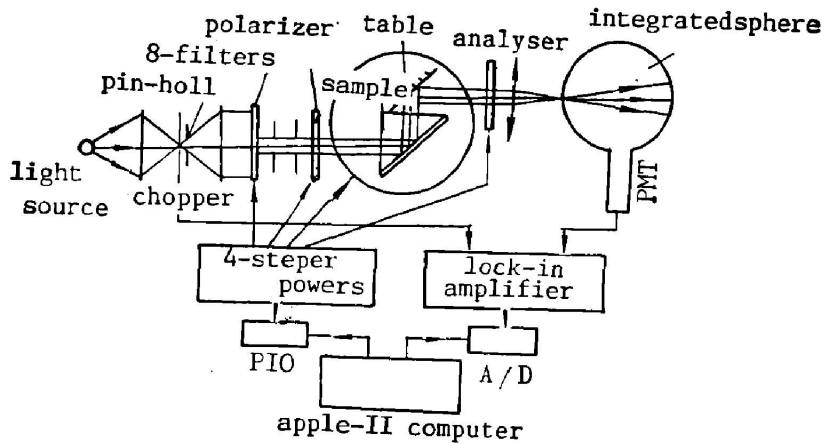 polarizer
table
analyser
integratedsphere
8-filters
pin-holl
sample
light
source
chopper
PMT
4-steper
powers
lock-in
amplifier
PIO
A/D
apple-II computer